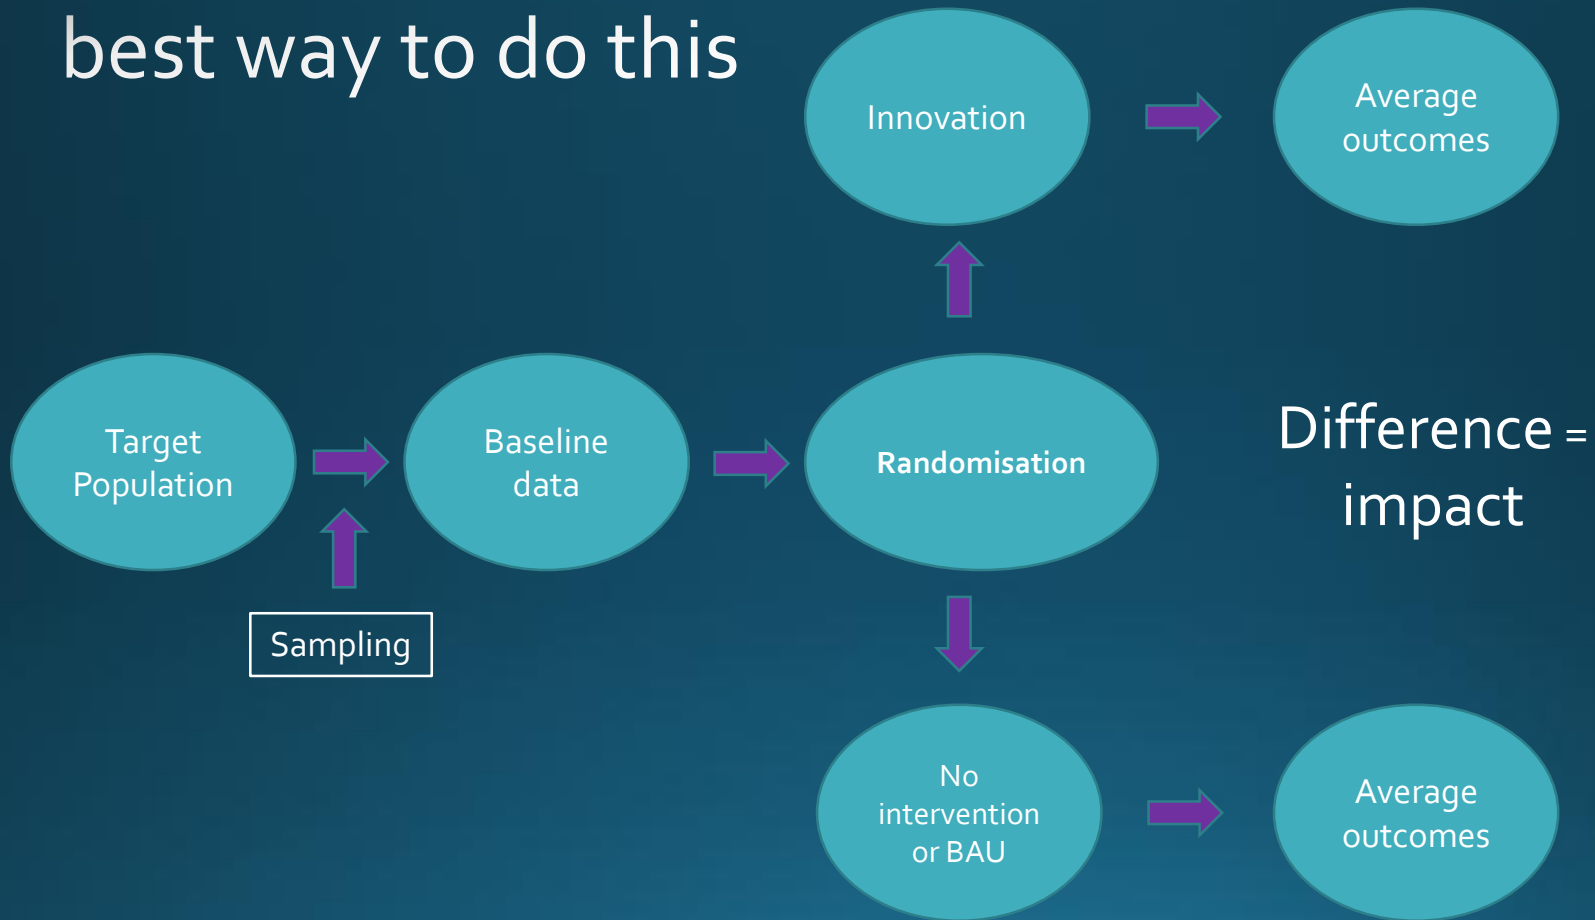 best way to do this
Innovation
Average
outcomes
Target
Population
Baseline
data
Randomisation
Difference =
impact
Sampling
No
intervention
or BAU
Average
outcomes